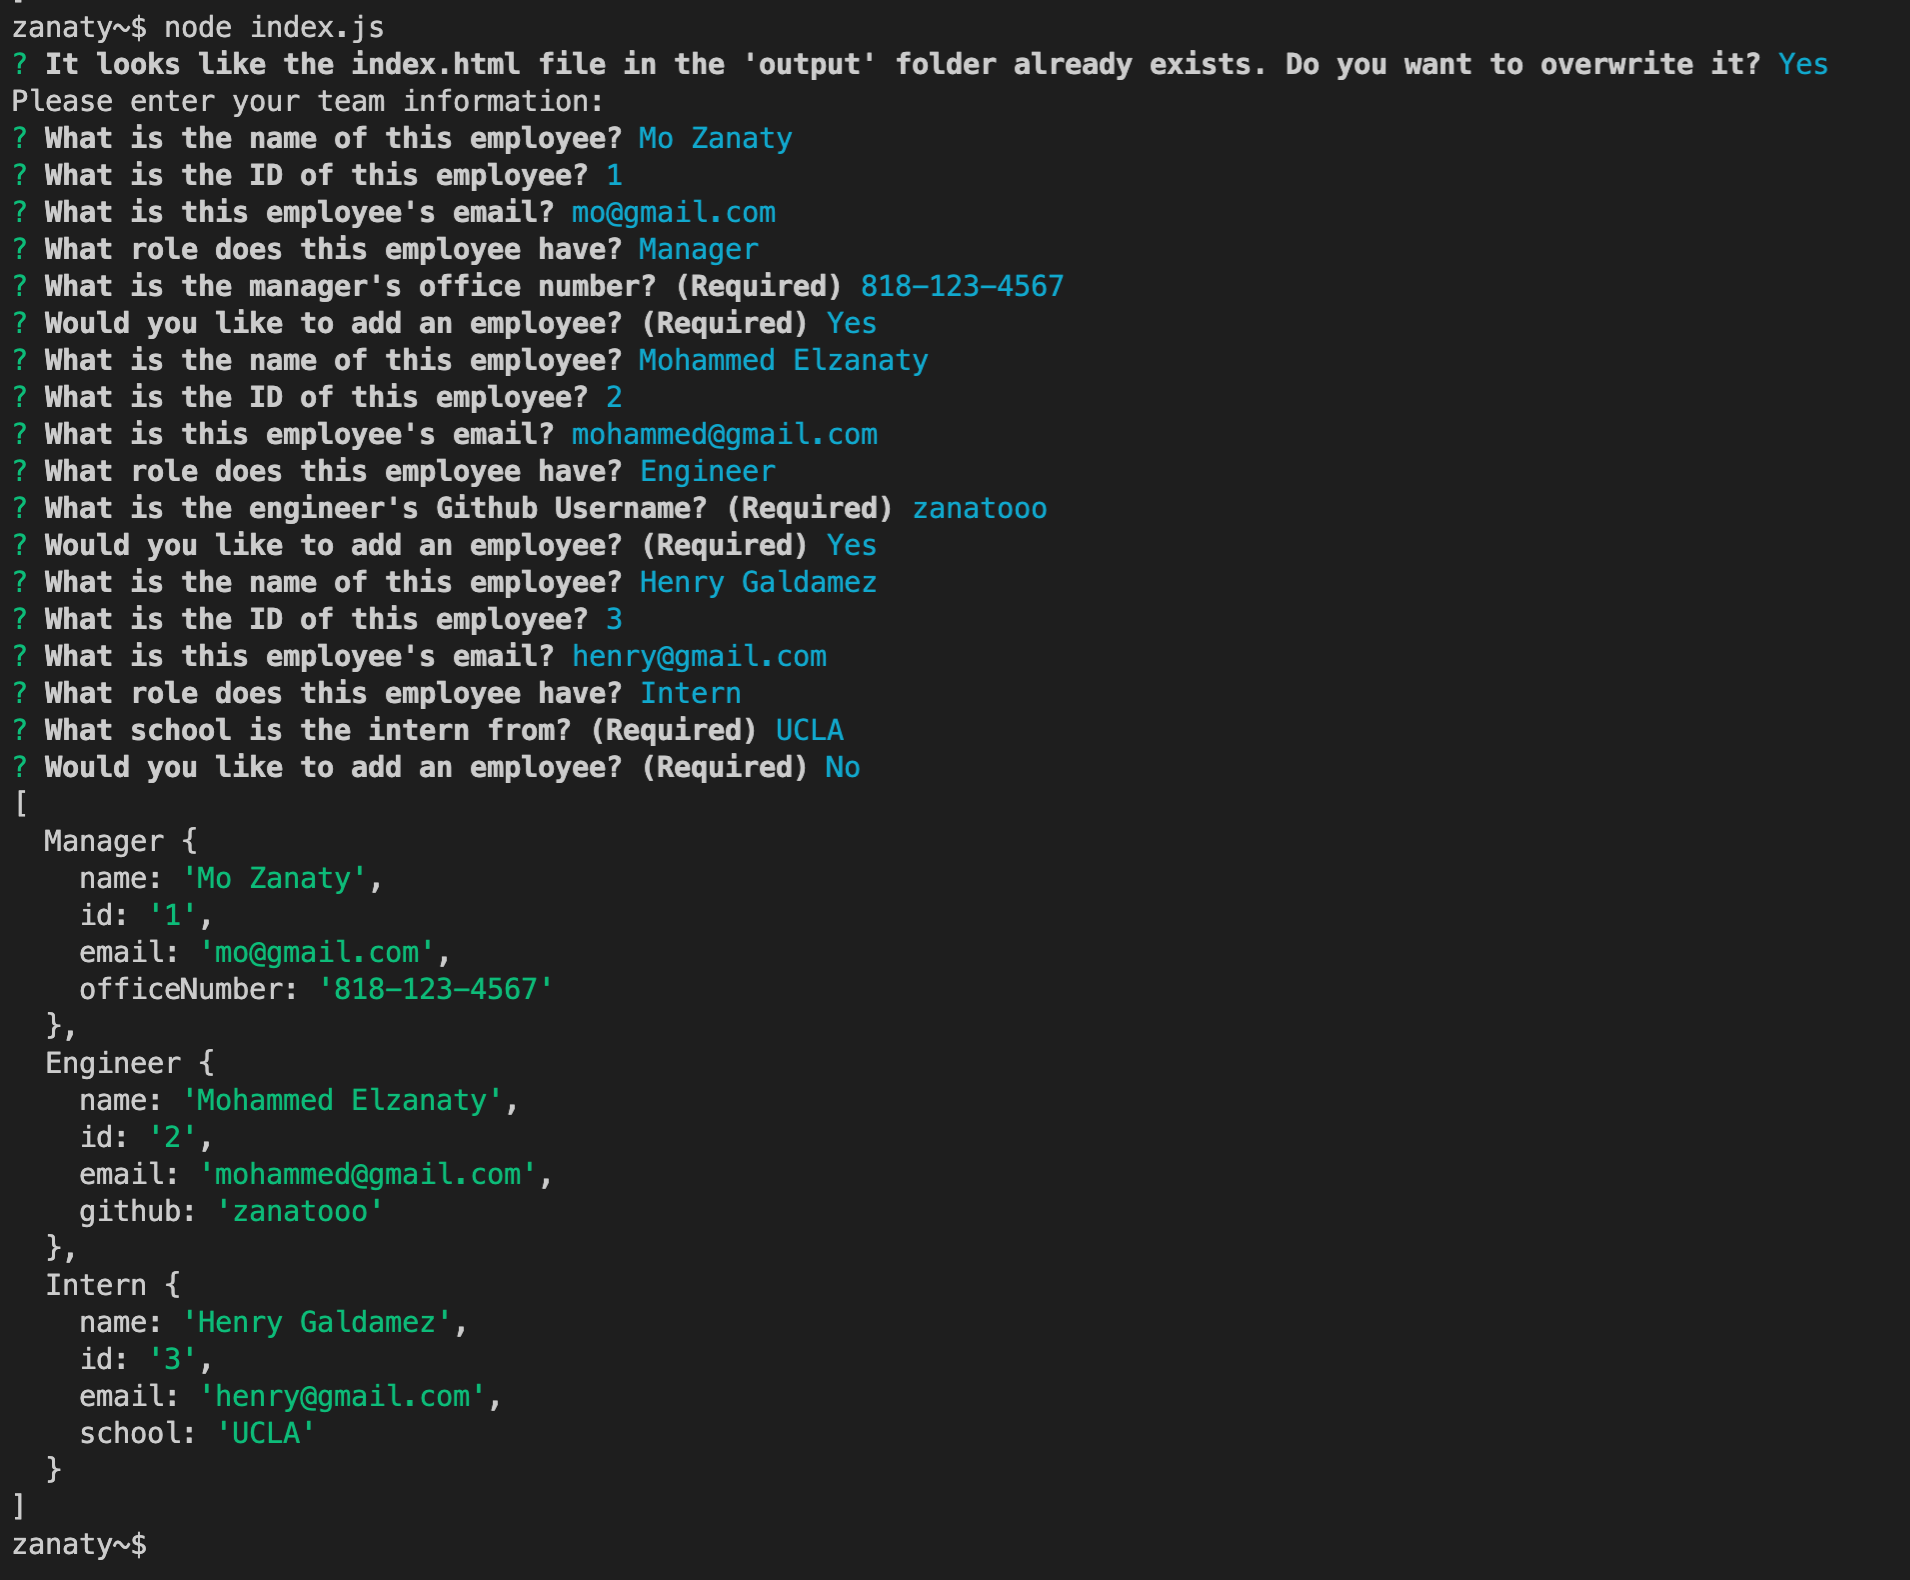 zanaty~$ node index.js
? It looks like the index.html file in the 'output' folder already exists. Do you want to overwrite it? Yes
Please enter your team information:
? What is the name of this employee? Mo Zanaty
? What is the ID of this employee? 1
? What is this employee's email? mo@gmail.com
? What role does this employee have? Manager
? What is the manager's office number? (Required) 818-123-4567
? Would you like to add an employee? (Required) Yes
? What is the name of this employee? Mohammed Elzanaty
? What is the ID of this employee? 2
? What is this employee's email? mohammed@gmail.com
? What role does this employee have? Engineer
? What is the engineer's Github Username? (Required) zanatooo
? Would you like to add an employee? (Required) Yes
? What is the name of this employee? Henry Galdamez
? What is the ID of this employee? 3
? What is this employee's email? henry@gmail.com
? What role does this employee have? Intern
? What school is the intern from? (Required) UCLA
? Would you like to add an employee? (Required) No
[
  Manager {
    name: 'Mo Zanaty',
    id: '1',
    email: 'mo@gmail.com',
    officeNumber: '818-123-4567'
  },
  Engineer {
    name: 'Mohammed Elzanaty',
    id: '2',
    email: 'mohammed@gmail.com',
    github: 'zanatooo'
  },
  Intern {
    name: 'Henry Galdamez',
    id: '3',
    email: 'henry@gmail.com',
    school: 'UCLA'
  }
]
zanaty~$